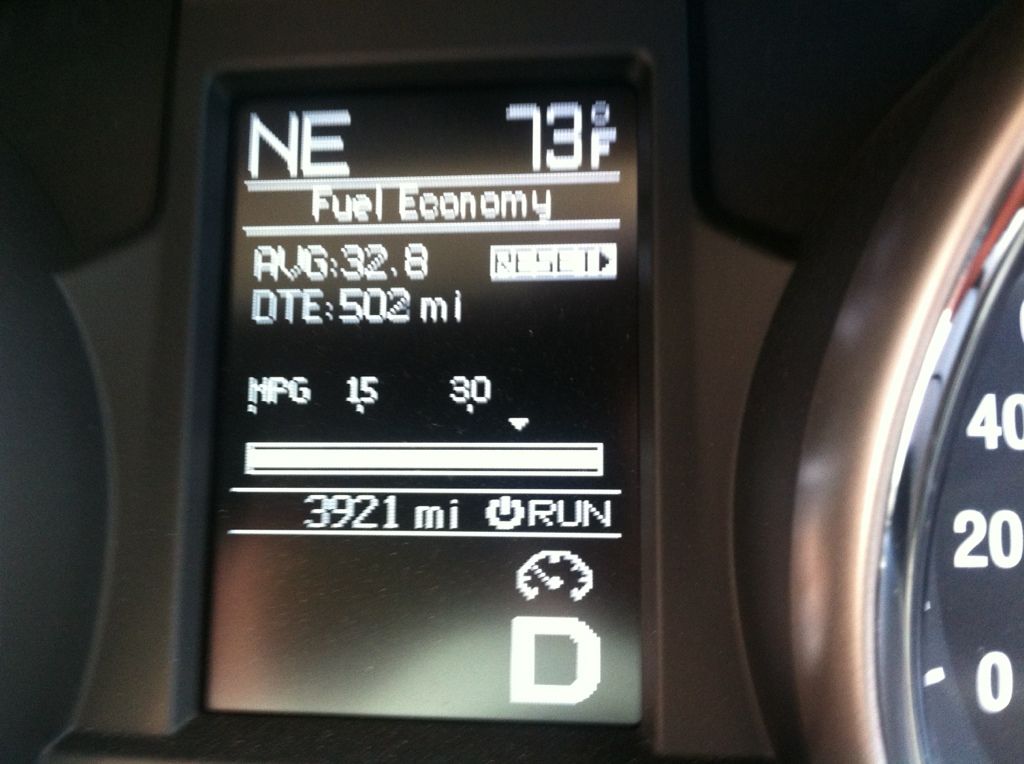 NE 73°F
Fuel Economy
AVG:32.8 RESET
DTE:502 mi
MPG 15 30
3921 mi RUN
D
40
20
0